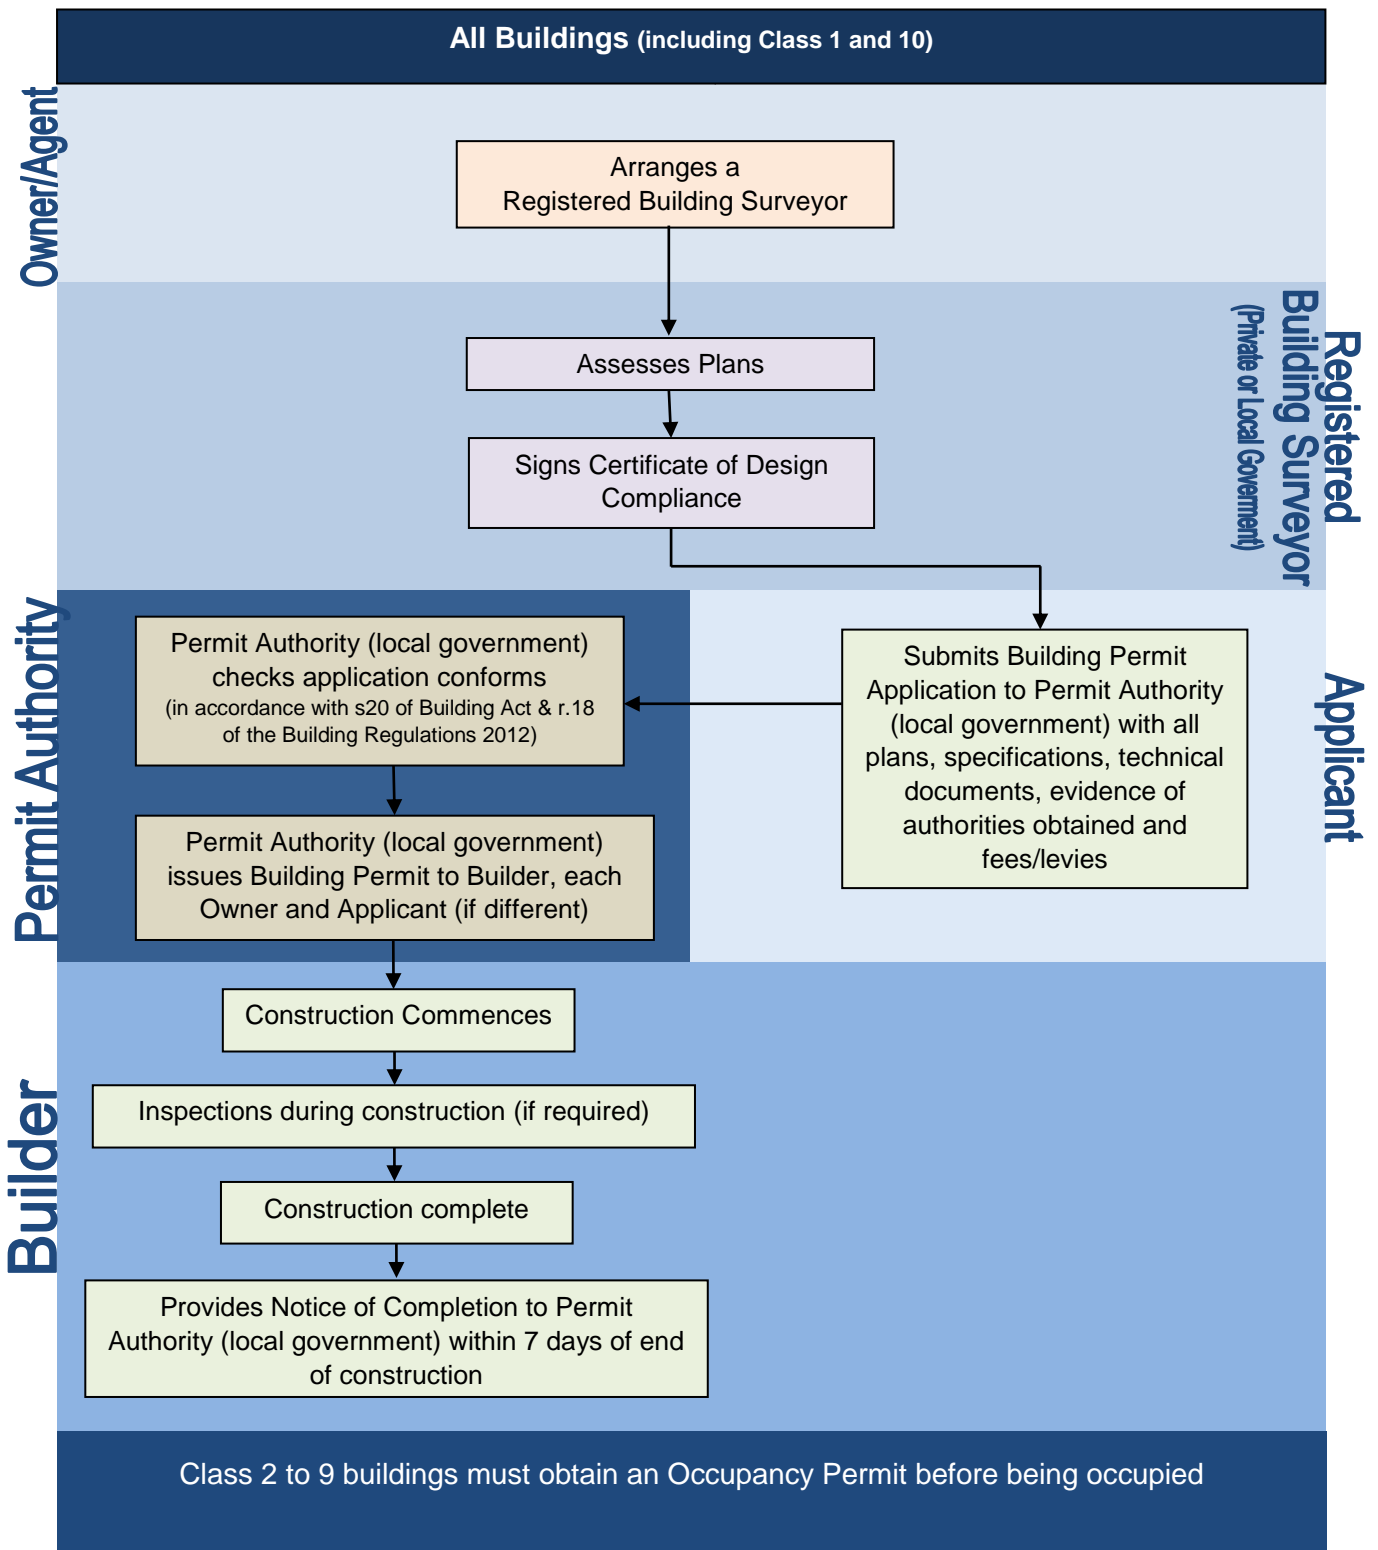 All Buildings (including Class 1 and 10)
Owner/Agent
Arranges a
Registered Building Surveyor
Registered
Building Surveyor
(Private or Local Goverment)
Assesses Plans
Signs Certificate of Design
Compliance
Permit Authority
Permit Authority (local government)
checks application conforms
(in accordance with s20 of Building Act & r.18
of the Building Regulations 2012)
Applicant
Submits Building Permit
Application to Permit Authority
(local government) with all
plans, specifications, technical
documents, evidence of
authorities obtained and
fees/levies
Permit Authority (local government)
issues Building Permit to Builder, each
Owner and Applicant (if different)
Builder
Construction Commences
Inspections during construction (if required)
Construction complete
Provides Notice of Completion to Permit
Authority (local government) within 7 days of end
of construction
Class 2 to 9 buildings must obtain an Occupancy Permit before being occupied